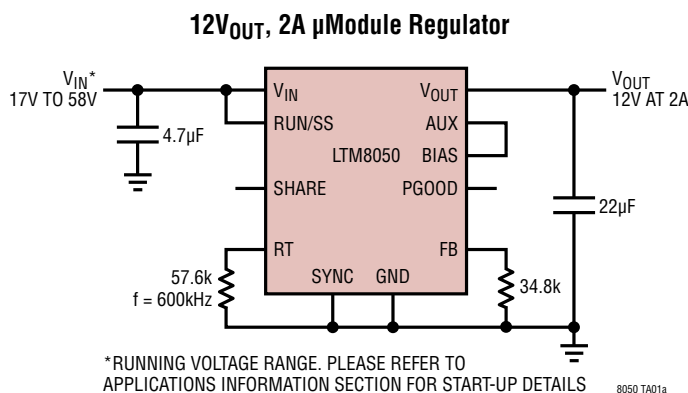 12VOUT, 2A µModule Regulator
VIN*
17V TO 58V
4.7µF
VIN
RUN/SS
SHARE
RT
LTM8050
VOUT
AUX
BIAS
PGOOD
FB
SYNC GND
VOUT
12V AT 2A
22µF
57.6k
f = 600kHz
34.8k
*RUNNING VOLTAGE RANGE. PLEASE REFER TO
APPLICATIONS INFORMATION SECTION FOR START-UP DETAILS
8050 TA01a